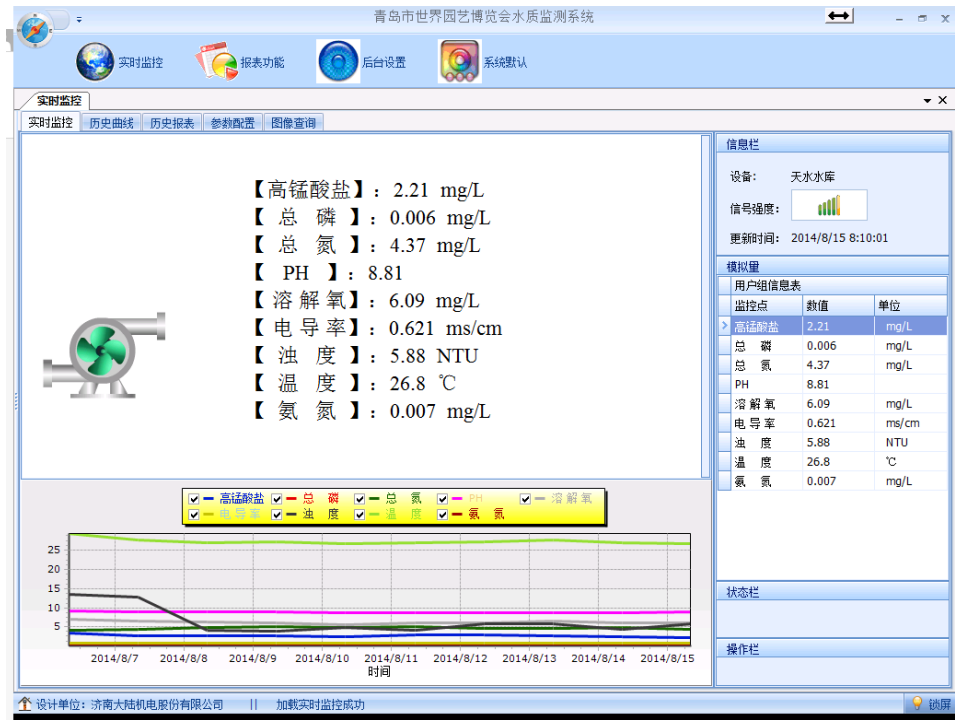 青岛市世界园艺博览会水质监测系统
实时监控 报表功能 后台设置 系统默认
实时监控
实时监控 历史曲线 历史报表 参数配置 图像查询
【高锰酸盐】: 2.21 mg/L
【 总 磷 】: 0.006 mg/L
【 总 氮 】: 4.37 mg/L
【 PH 】: 8.81
【 溶 解 氧】: 6.09 mg/L
【 电 导 率】: 0.621 ms/cm
【 浊 度 】: 5.88 NTU
【 温 度 】: 26.8 ℃
【 氨 氮 】: 0.007 mg/L
高锰酸盐 总 磷 总 氮 PH 溶 解 氧
电 导 率 浊 度 温 度 氨 氮
25
20
15
10
5
2014/8/7 2014/8/8 2014/8/9 2014/8/10 2014/8/11 2014/8/12 2014/8/13 2014/8/14 2014/8/15
时间
信息栏
设备: 天水水库
信号强度:
更新时间: 2014/8/15 8:10:01
模拟量
用户组信息表
监控点 数值 单位
高锰酸盐 2.21 mg/L
总 磷 0.006 mg/L
总 氮 4.37 mg/L
PH 8.81
溶 解 氧 6.09 mg/L
电 导 率 0.621 ms/cm
浊 度 5.88 NTU
温 度 26.8 ℃
氨 氮 0.007 mg/L
状态栏
操作栏
设计单位: 济南大陆机电股份有限公司 || 加载实时监控成功 锁屏